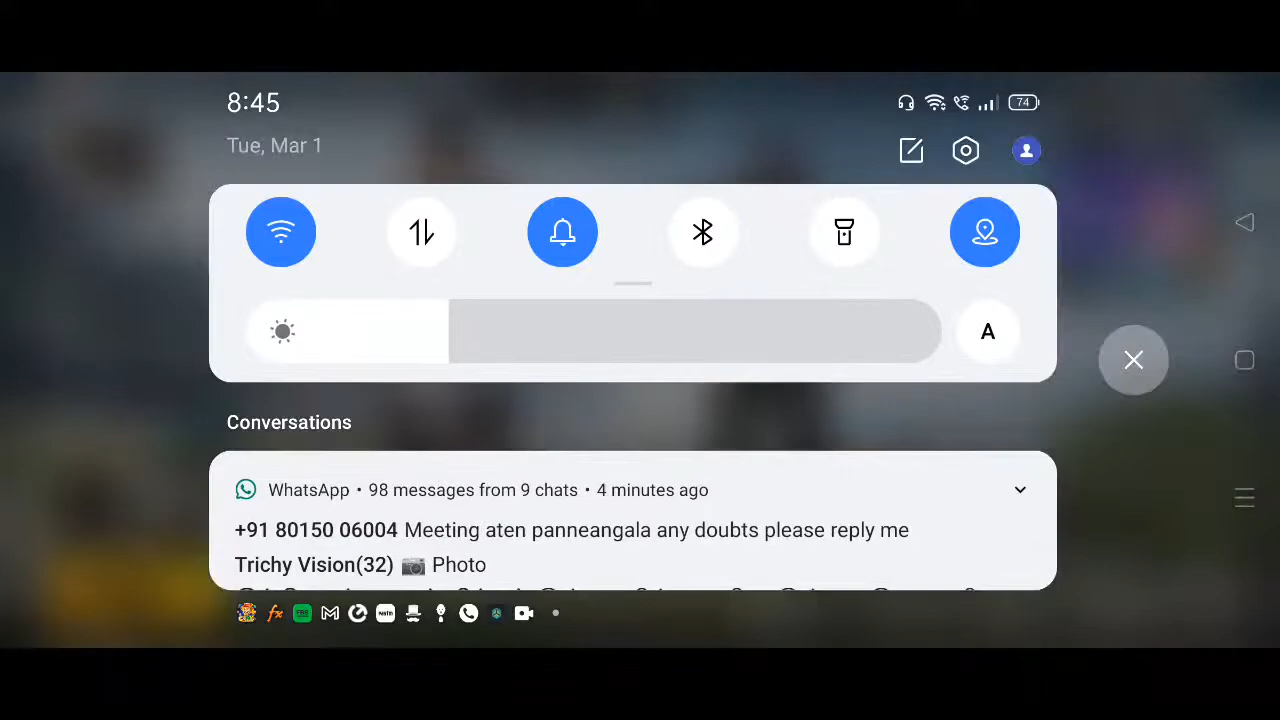 8:45
74
Tue, Mar 1
A
Conversations
WhatsApp • 98 messages from 9 chats • 4 minutes ago
+91 80150 06004 Meeting aten panneangala any doubts please reply me
Trichy Vision(32) 📷 Photo